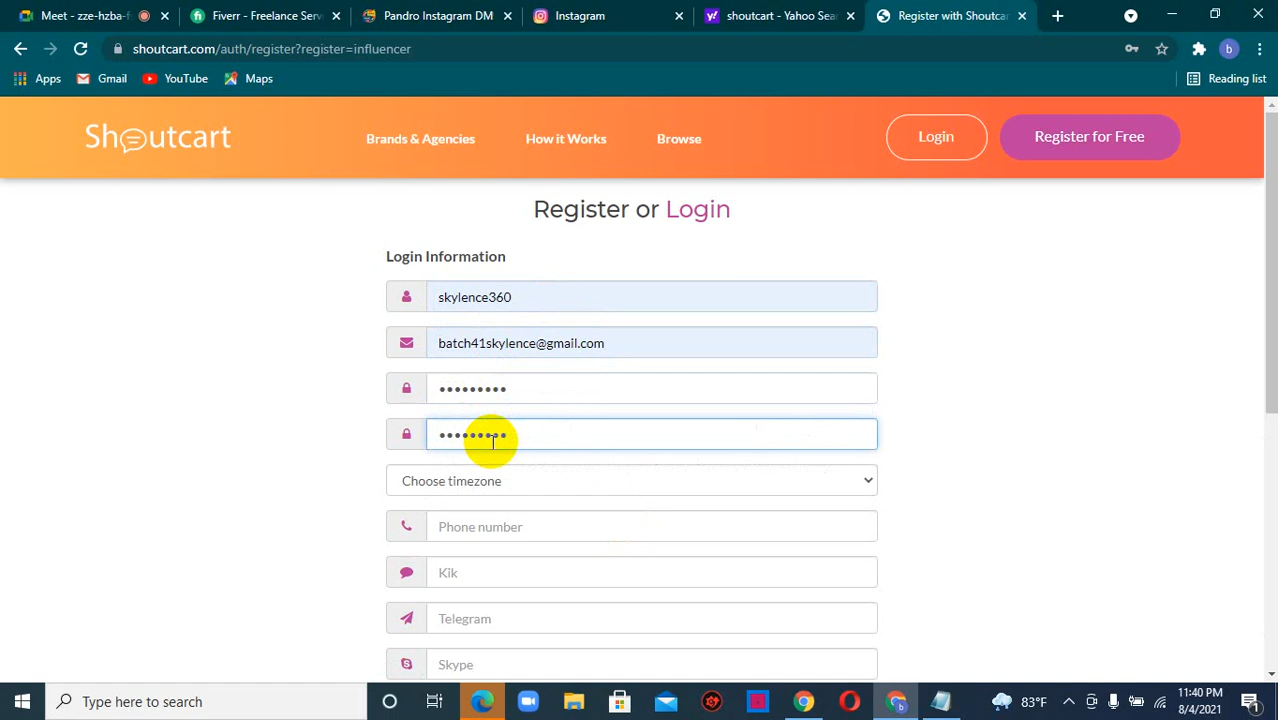 Meet - zze-hzba-f
Fiverr - Freelance Serv
Pandro Instagram DM
Instagram
shoutcart - Yahoo Sea
Register with Shoutcar
shoutcart.com/auth/register?register=influencer
b
Apps
Gmail
YouTube
Maps
Reading list
Shoutcart
Brands & Agencies
How it Works
Browse
Login
Register for Free
Register or Login
Login Information
skylence360
batch41skylence@gmail.com
•••••••••
•••••••••
Choose timezone
Phone number
Kik
Telegram
Skype
Type here to search
83°F
11:40 PM
8/4/2021